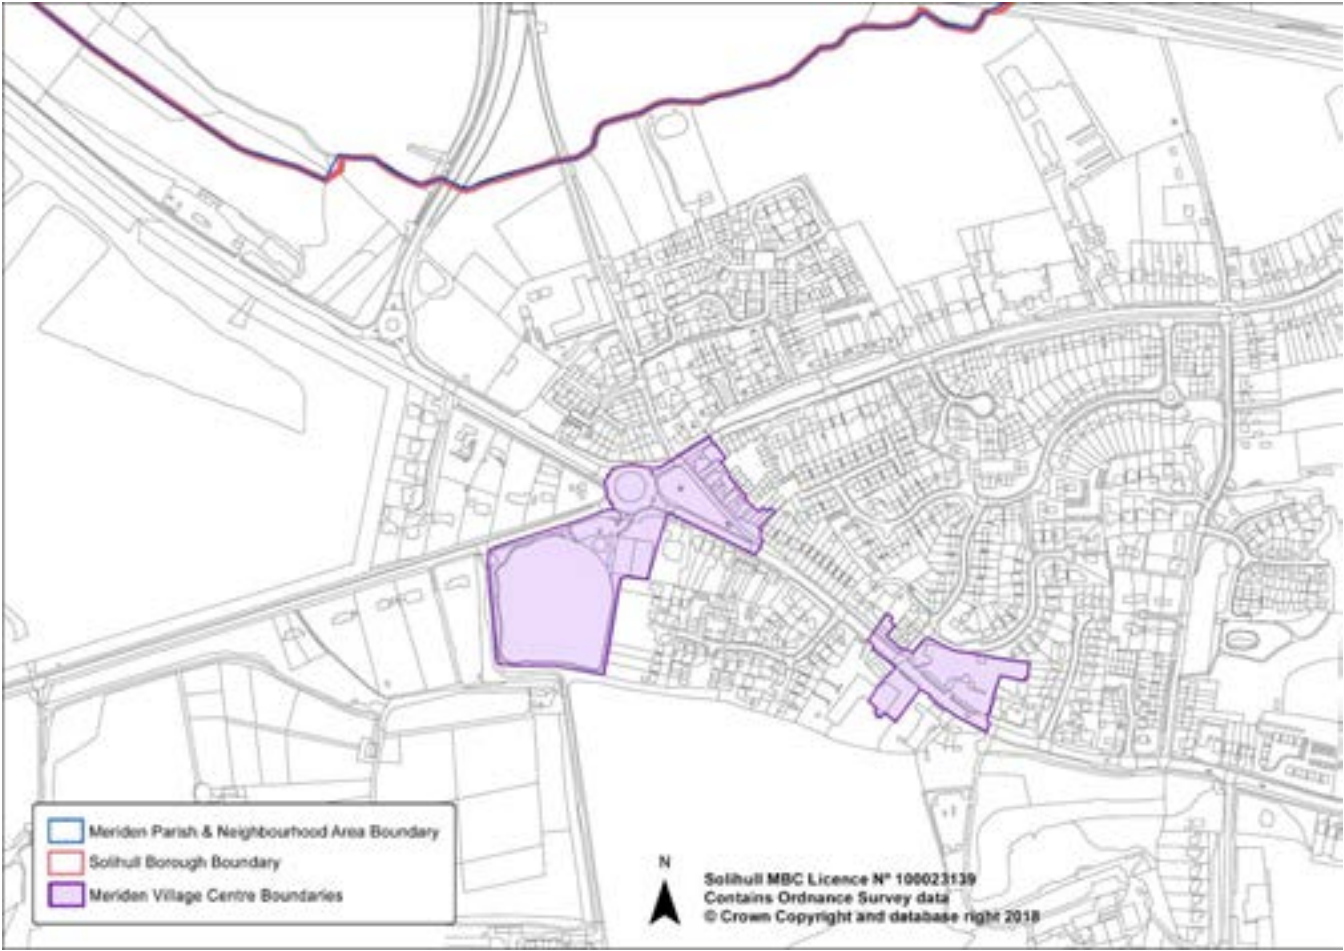 Meriden Parish & Neighbourhood Area Boundary
Solihull Borough Boundary
Meriden Village Centre Boundaries
N
Solihull MBC Licence Nº 100023139
Contains Ordnance Survey data
© Crown Copyright and database right 2018